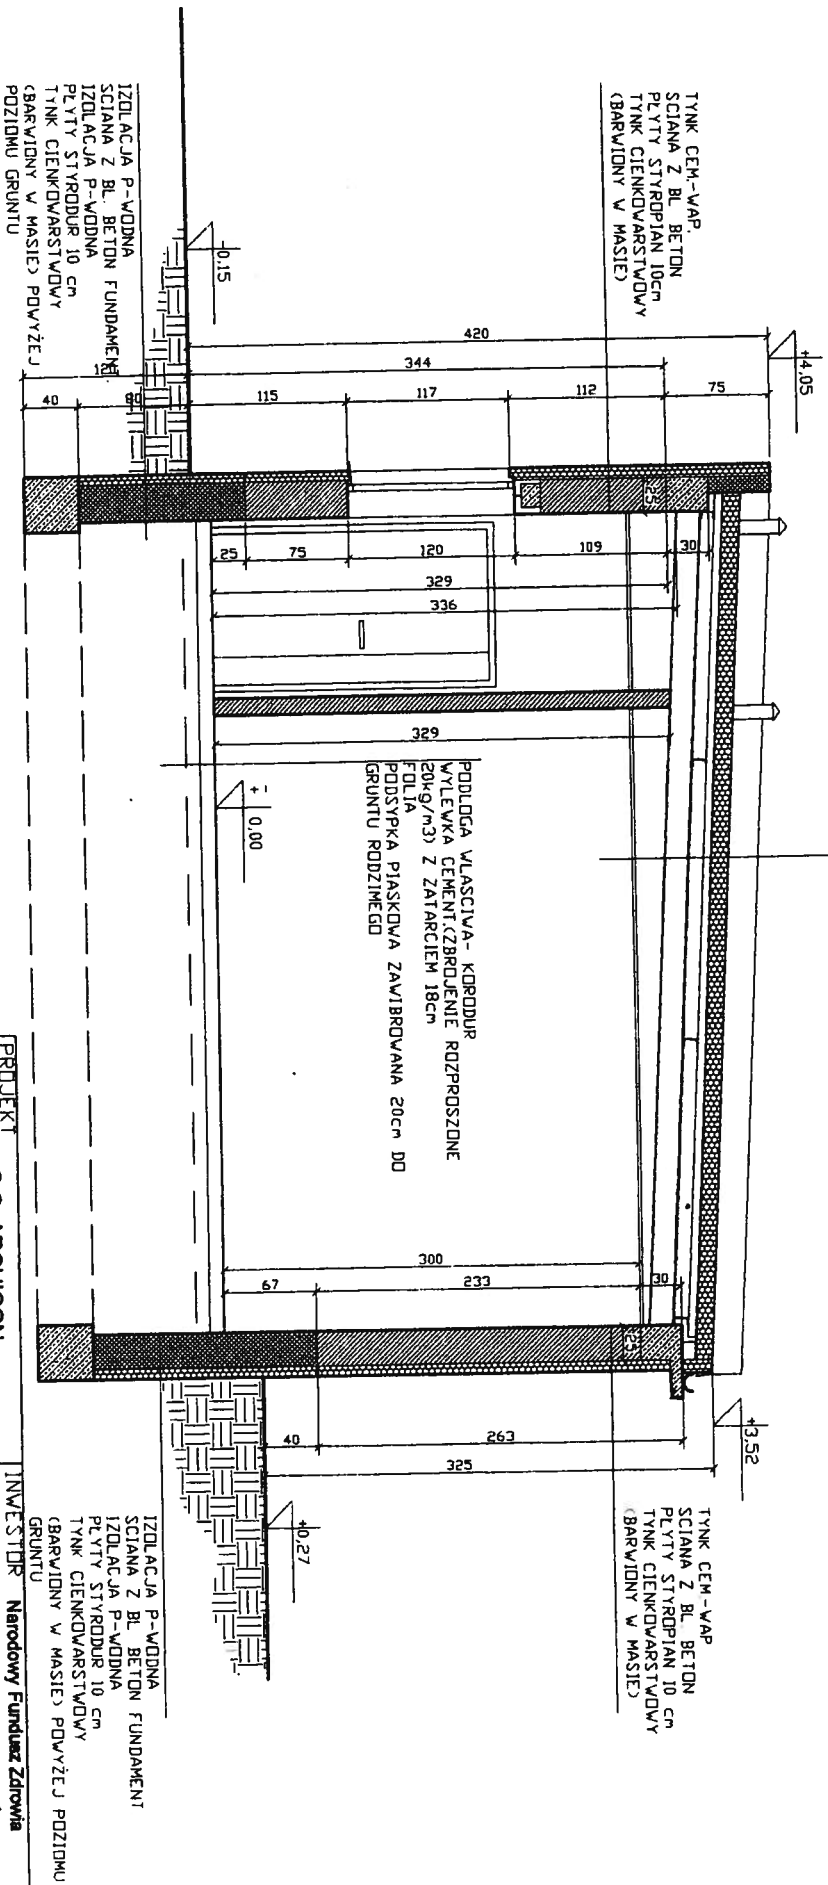 TYNK CEM.-WAP.
SCIANA Z BL. BETON
PŁYTY STYROPIAN 10cm
TYNK CIENKOWARSTWOWY
(BARWIONY W MASIE)
IZOLACJA P-WODNA
SCIANA Z BL. BETON FUNDAMENT
IZOLACJA P-WODNA
PŁYTY STYRODUR 10 cm
TYNK CIENKOWARSTWOWY
(BARWIONY W MASIE) POWYŻEJ
POZIOMU GRUNTU
+4,05
-0,15
420
344
75
112
117
115
40
25
30
109
120
75
25
329
336
329
+-
0,00
PODLOGA WLASCIWA- KORODUR
WYLEWKA CEMENT.(ZBROJENIE ROZPROSZONE
20kg/m3) Z ZATARCIEM 18cm
FOLIA
PODSYPKA PIASKOWA ZAWIBROWANA 20cm DO
GRUNTU RODZIMEGO
300
30
233
67
25
263
40
325
+3,52
+0,27
TYNK CEM-WAP
SCIANA Z BL. BETON
PŁYTY STYROPIAN 10 cm
TYNK CIENKOWARSTWOWY
(BARWIONY W MASIE)
IZOLACJA P-WODNA
SCIANA Z BL. BETON FUNDAMENT
IZOLACJA P-WODNA
PŁYTY STYRODUR 10 cm
TYNK CIENKOWARSTWOWY
(BARWIONY W MASIE) POWYŻEJ POZIOMU
GRUNTU
PROJEKT
INWESTOR Narodowy Fundusz Zdrowia